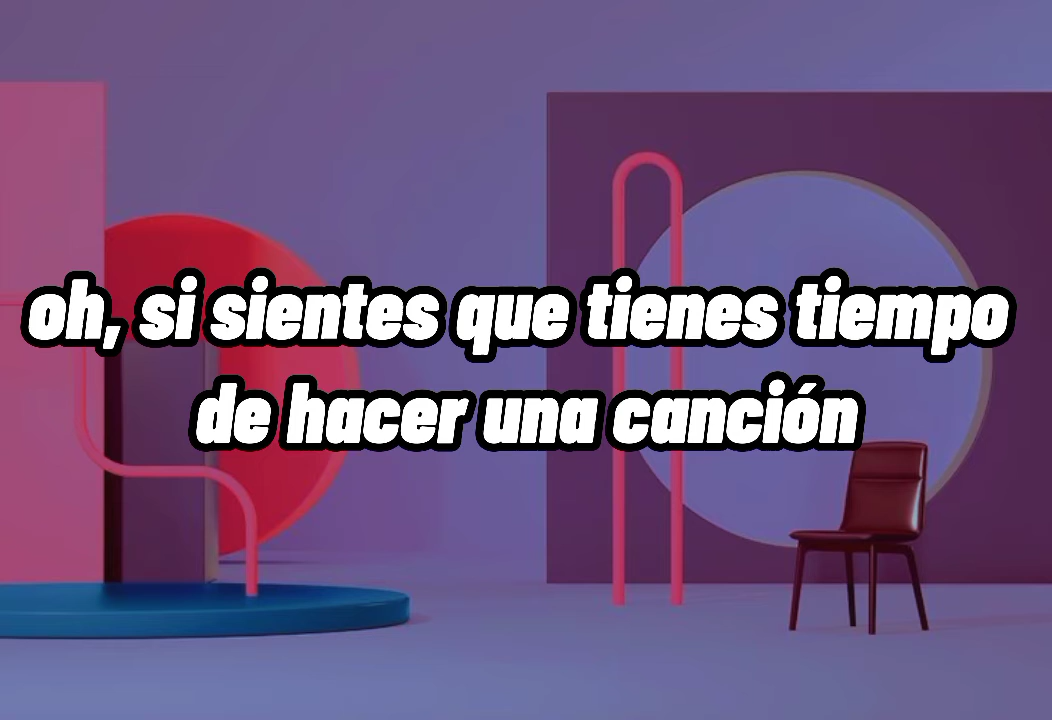 oh, si sientes que tienes tiempo
de hacer una canción